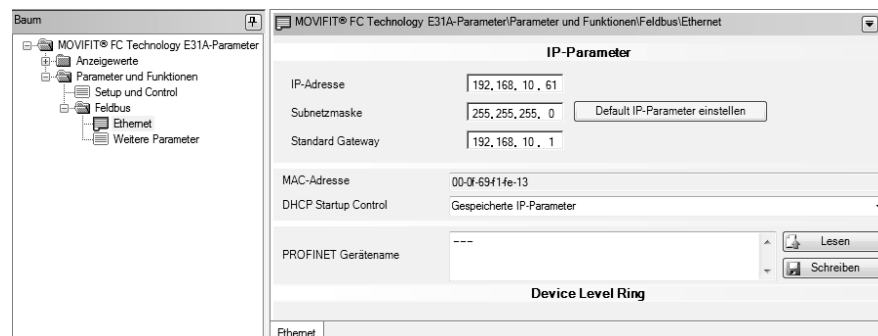 Baum
MOVIFIT® FC Technology E31A-Parameter
Anzeigewerte
Parameter und Funktionen
Setup und Control
Feldbus
Ethernet
Weitere Parameter
MOVIFIT® FC Technology E31A-Parameter\Parameter und Funktionen\Feldbus\Ethernet
IP-Parameter
IP-Adresse 192.168. 10 . 61
Subnetzmaske 255.255.255. 0 Default IP-Parameter einstellen
Standard Gateway 192.168. 10 . 1
MAC-Adresse 00-0f-69-f1-fe-13
DHCP Startup Control Gespeicherte IP-Parameter
PROFINET Gerätename --- Lesen
Schreiben
Device Level Ring
Ethernet